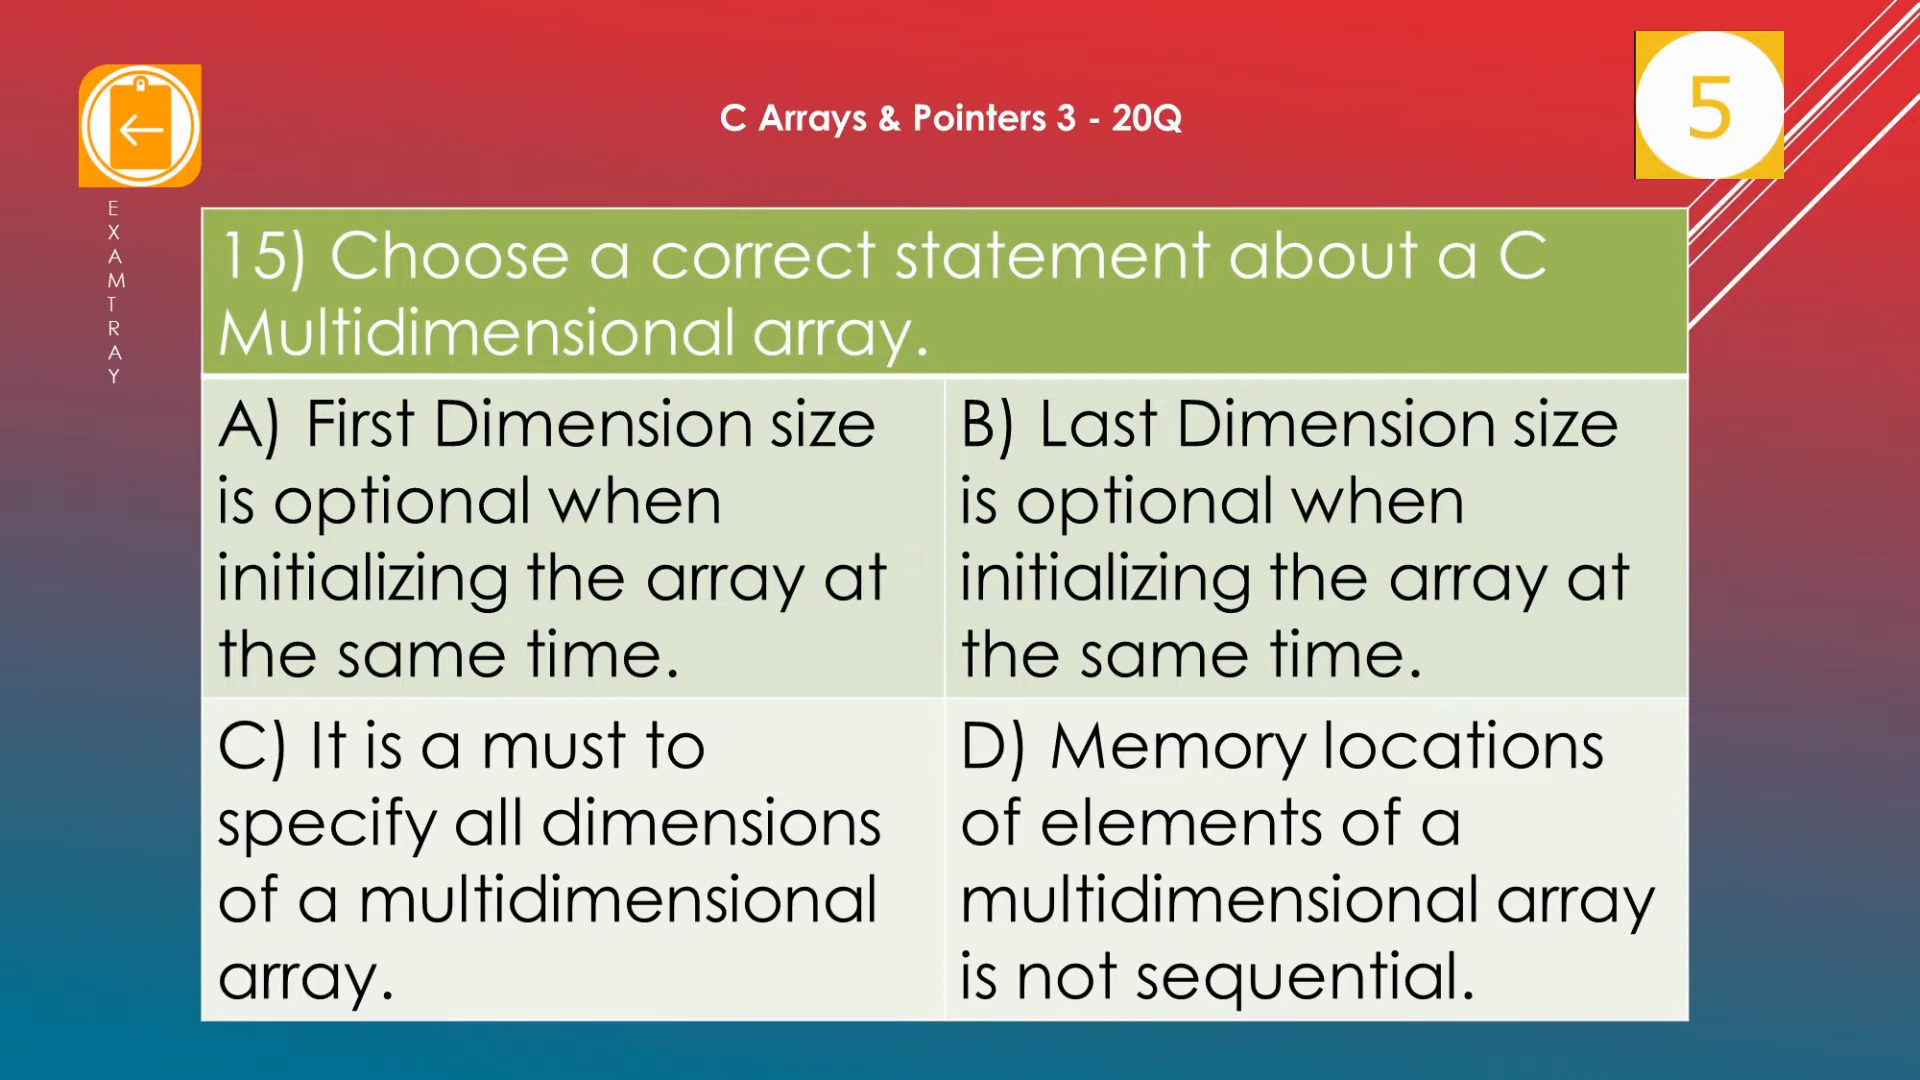 C Arrays & Pointers 3 - 20Q
5
EXAMTRAY
15) Choose a correct statement about a C
Multidimensional array.
A) First Dimension size
is optional when
initializing the array at
the same time.
B) Last Dimension size
is optional when
initializing the array at
the same time.
C) It is a must to
specify all dimensions
of a multidimensional
array.
D) Memory locations
of elements of a
multidimensional array
is not sequential.